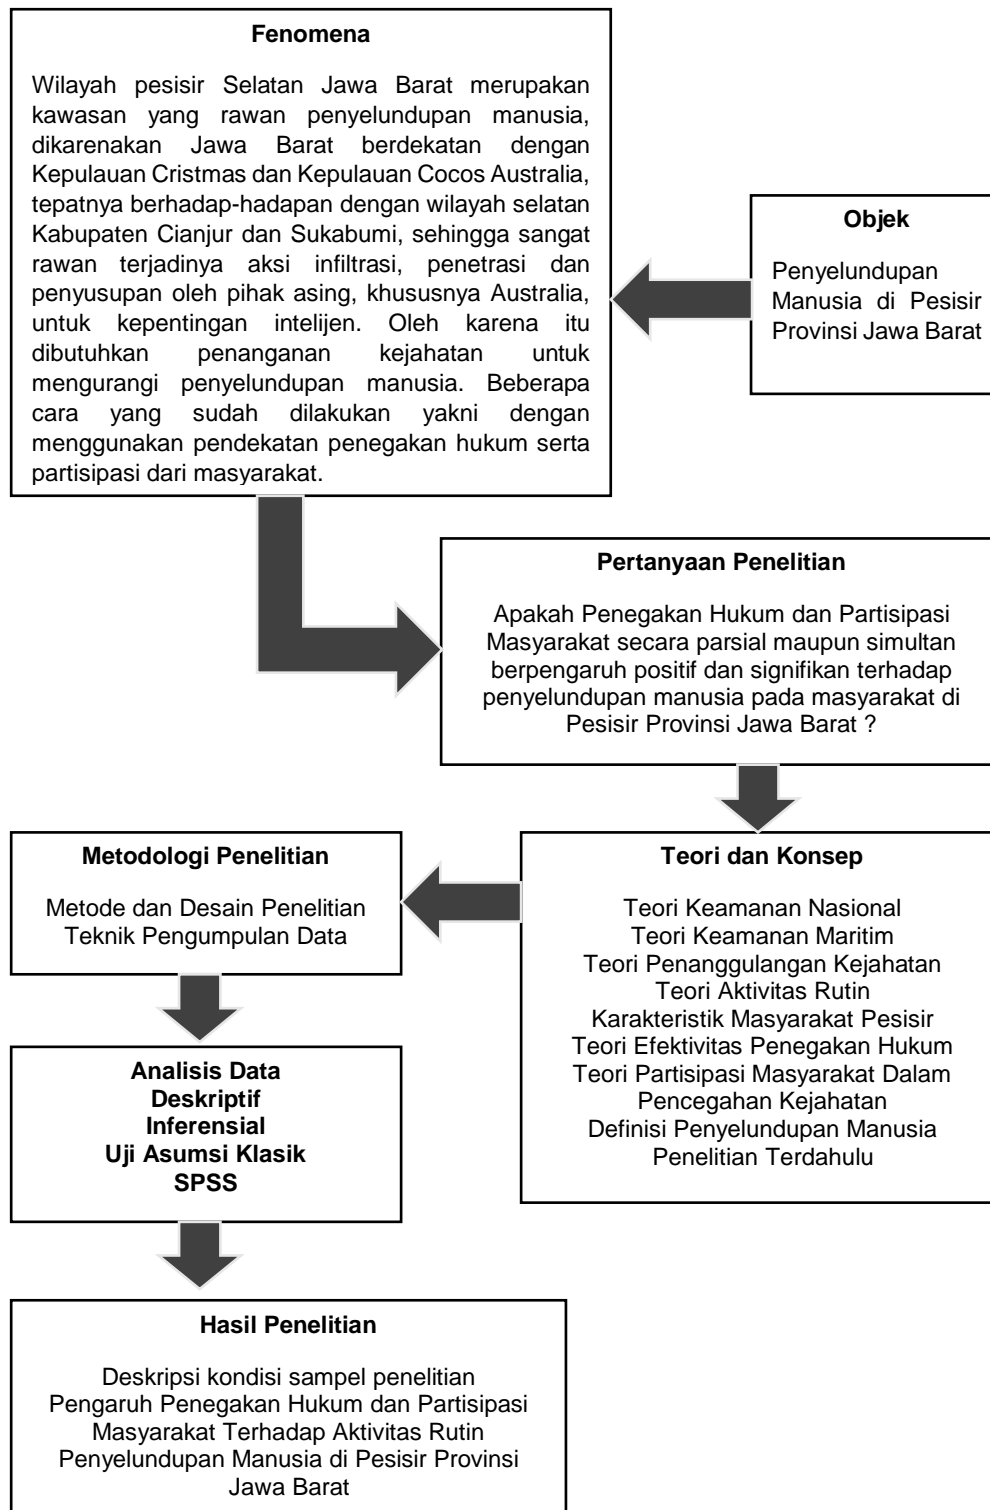 Fenomena
Wilayah pesisir Selatan Jawa Barat merupakan
kawasan yang rawan penyelundupan manusia,
dikarenakan Jawa Barat berdekatan dengan
Kepulauan Cristmas dan Kepulauan Cocos Australia,
tepatnya berhadap-hadapan dengan wilayah selatan
Kabupaten Cianjur dan Sukabumi, sehingga sangat
rawan terjadinya aksi infiltrasi, penetrasi dan
penyusupan oleh pihak asing, khususnya Australia,
untuk kepentingan intelijen. Oleh karena itu
dibutuhkan penanganan kejahatan untuk
mengurangi penyelundupan manusia. Beberapa
cara yang sudah dilakukan yakni dengan
menggunakan pendekatan penegakan hukum serta
partisipasi dari masyarakat.
Objek
Penyelundupan
Manusia di Pesisir
Provinsi Jawa Barat
Pertanyaan Penelitian
Apakah Penegakan Hukum dan Partisipasi
Masyarakat secara parsial maupun simultan
berpengaruh positif dan signifikan terhadap
penyelundupan manusia pada masyarakat di
Pesisir Provinsi Jawa Barat ?
Teori dan Konsep
Teori Keamanan Nasional
Teori Keamanan Maritim
Teori Penanggulangan Kejahatan
Teori Aktivitas Rutin
Karakteristik Masyarakat Pesisir
Teori Efektivitas Penegakan Hukum
Teori Partisipasi Masyarakat Dalam
Pencegahan Kejahatan
Definisi Penyelundupan Manusia
Penelitian Terdahulu
Metodologi Penelitian
Metode dan Desain Penelitian
Teknik Pengumpulan Data
Analisis Data
Deskriptif
Inferensial
Uji Asumsi Klasik
SPSS
Hasil Penelitian
Deskripsi kondisi sampel penelitian
Pengaruh Penegakan Hukum dan Partisipasi
Masyarakat Terhadap Aktivitas Rutin
Penyelundupan Manusia di Pesisir Provinsi
Jawa Barat